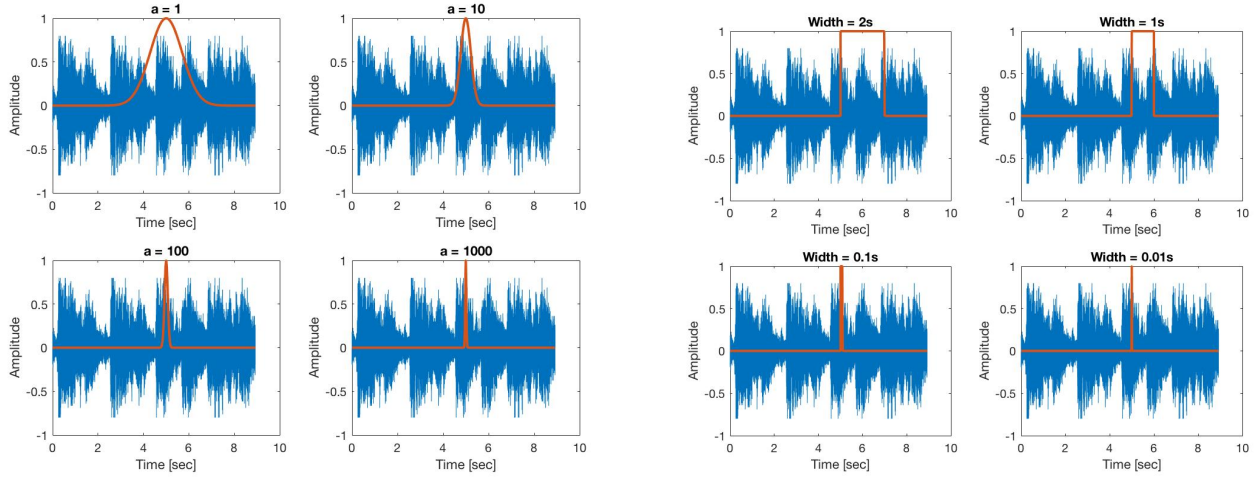 a = 1
Amplitude
1
0.5
0
-0.5
-1
0 2 4 6 8 10
Time [sec]
a = 10
Amplitude
1
0.5
0
-0.5
-1
0 2 4 6 8 10
Time [sec]
Width = 2s
Amplitude
1
0.5
0
-0.5
-1
0 2 4 6 8 10
Time [sec]
Width = 1s
Amplitude
1
0.5
0
-0.5
-1
0 2 4 6 8 10
Time [sec]
a = 100
Amplitude
1
0.5
0
-0.5
-1
0 2 4 6 8 10
Time [sec]
a = 1000
Amplitude
1
0.5
0
-0.5
-1
0 2 4 6 8 10
Time [sec]
Width = 0.1s
Amplitude
1
0.5
0
-0.5
-1
0 2 4 6 8 10
Time [sec]
Width = 0.01s
Amplitude
1
0.5
0
-0.5
-1
0 2 4 6 8 10
Time [sec]